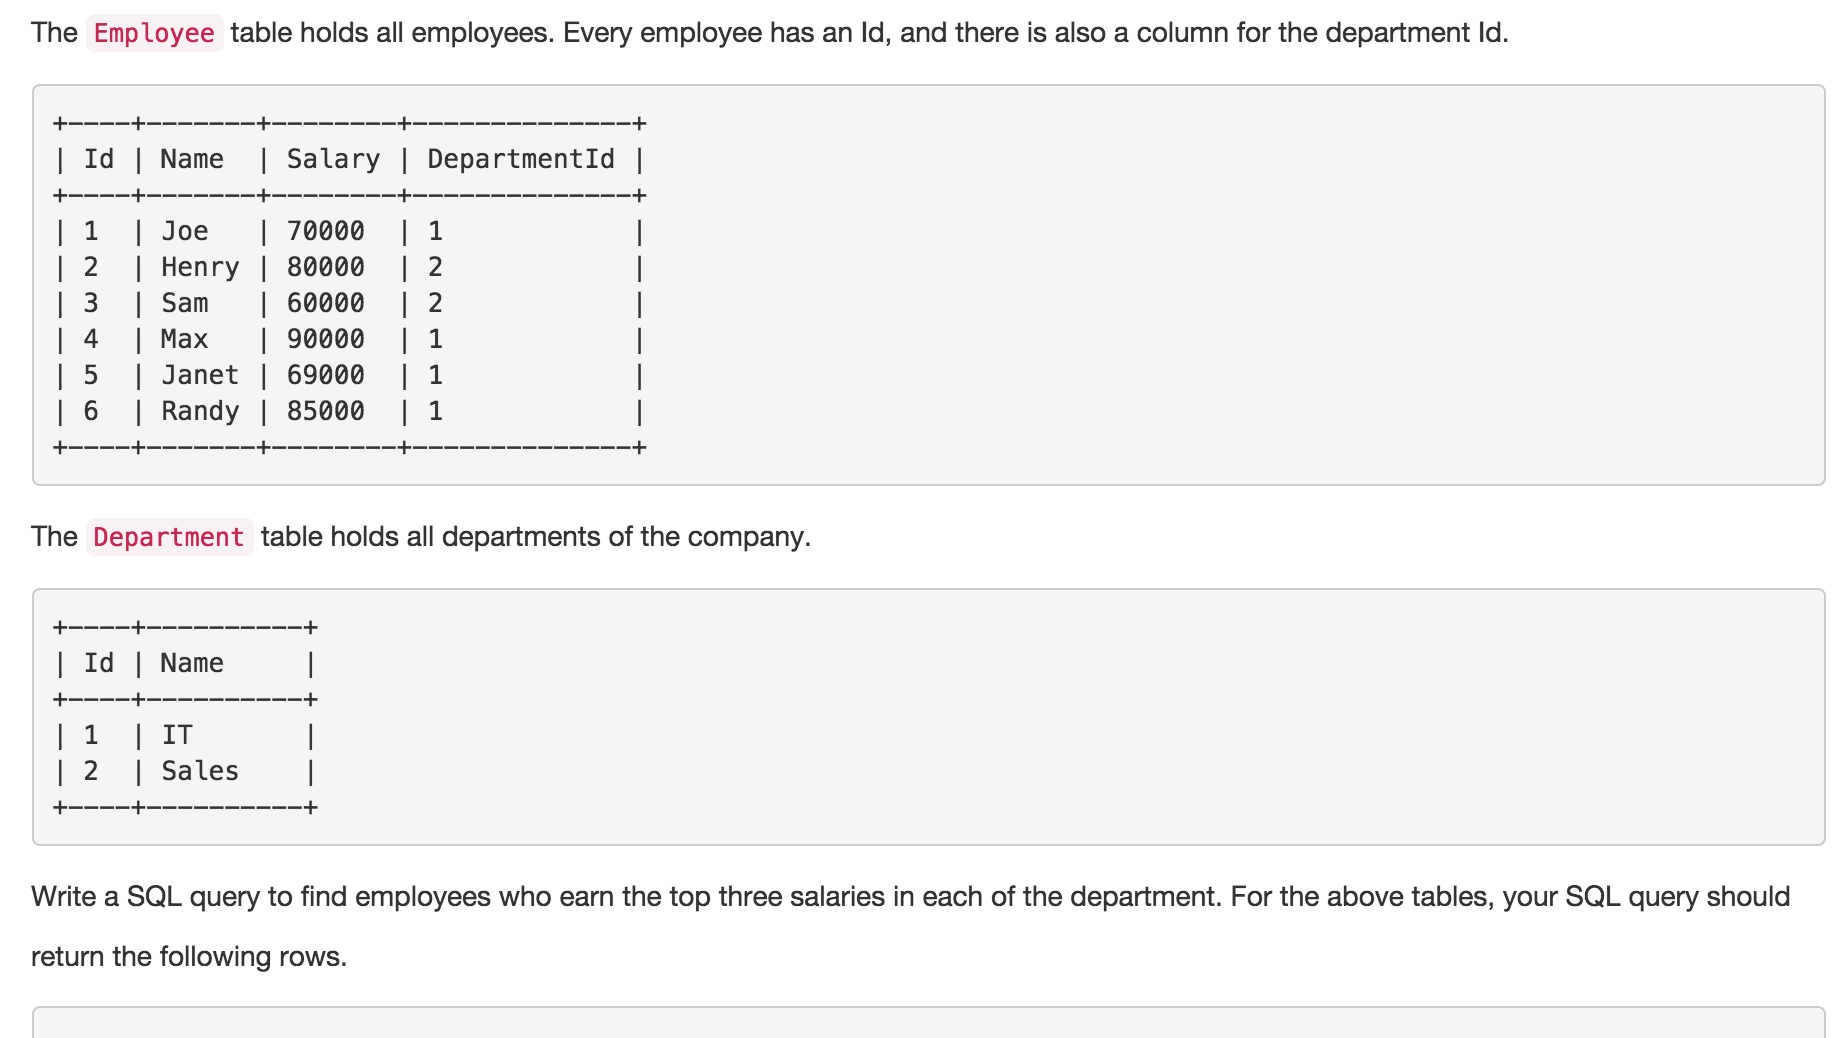 The Employee table holds all employees. Every employee has an Id, and there is also a column for the department Id.
+----+-------+--------+--------------+
| Id | Name  | Salary | DepartmentId |
+----+-------+--------+--------------+
| 1  | Joe   | 70000  | 1            |
| 2  | Henry | 80000  | 2            |
| 3  | Sam   | 60000  | 2            |
| 4  | Max   | 90000  | 1            |
| 5  | Janet | 69000  | 1            |
| 6  | Randy | 85000  | 1            |
+----+-------+--------+--------------+
The Department table holds all departments of the company.
+----+----------+
| Id | Name     |
+----+----------+
| 1  | IT       |
| 2  | Sales    |
+----+----------+
Write a SQL query to find employees who earn the top three salaries in each of the department. For the above tables, your SQL query should
return the following rows.